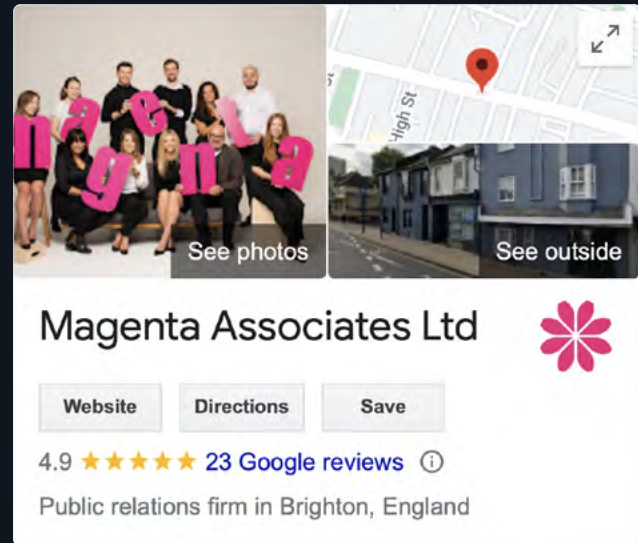 magenta
See photos
St
High St
See outside
Magenta Associates Ltd
Website
Directions
Save
4.9 ★★★★★ 23 Google reviews
Public relations firm in Brighton, England